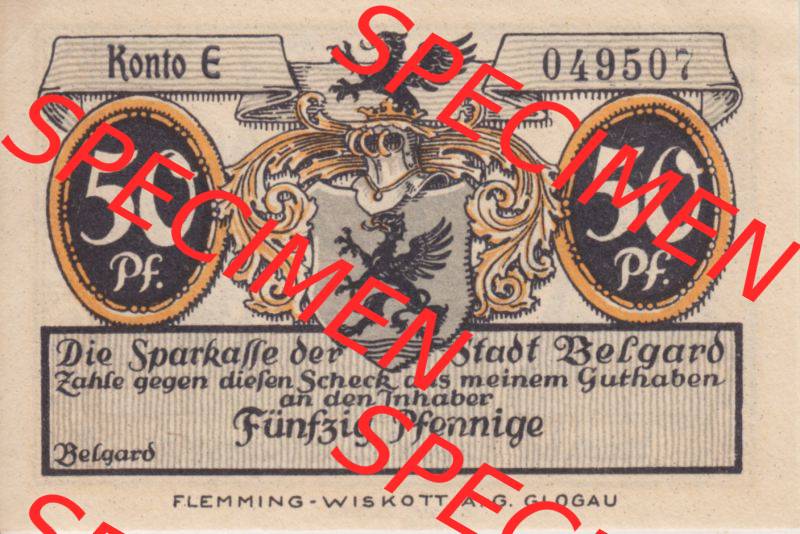 Konto E
049507
50
Pf.
50
Pf.
Die Sparkasse der Stadt Belgard
Zahle gegen diesen Scheck aus meinem Guthaben
an den Inhaber
Fünfzig Pfennige
Belgard
FLEMMING-WISKOTT A.G. GLOGAU
SPECIMEN
SPECIMEN
SPECIMEN
SPECIMEN